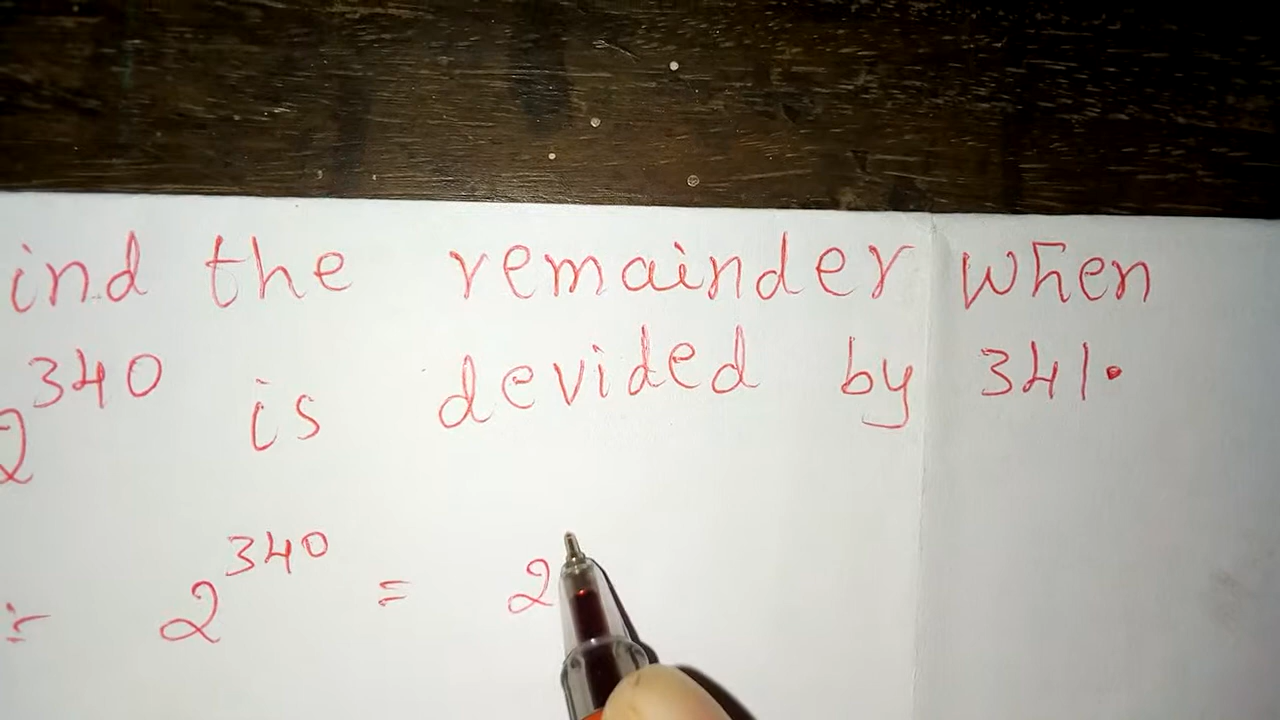 ind the remainder when
2^340 is devided by 341.
÷ 2^340 = 2